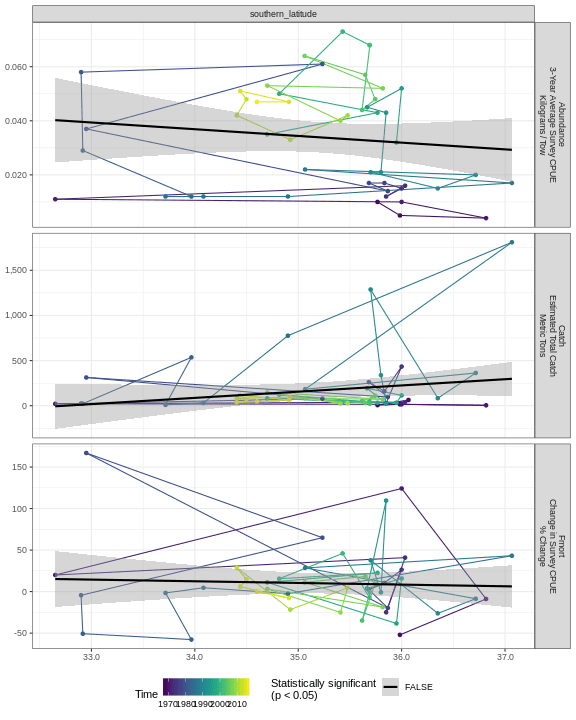 southern_latitude
0.060
0.040
0.020
Abundance
3-Year Average Survey CPUE
Kilograms / Tow
1,500
1,000
500
0
Catch
Estimated Total Catch
Metric Tons
150
100
50
0
-50
Fmort
Change in Survey CPUE
% Change
33.0 34.0 35.0 36.0 37.0
Time
1970 1980 1990 2000 2010
Statistically significant
(p < 0.05)
FALSE